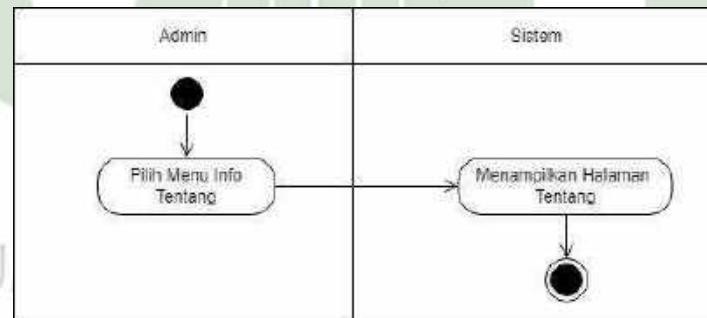 Admin
Sistem
Pilih Menu Info
Tentang
Menampilkan Halaman
Tentang